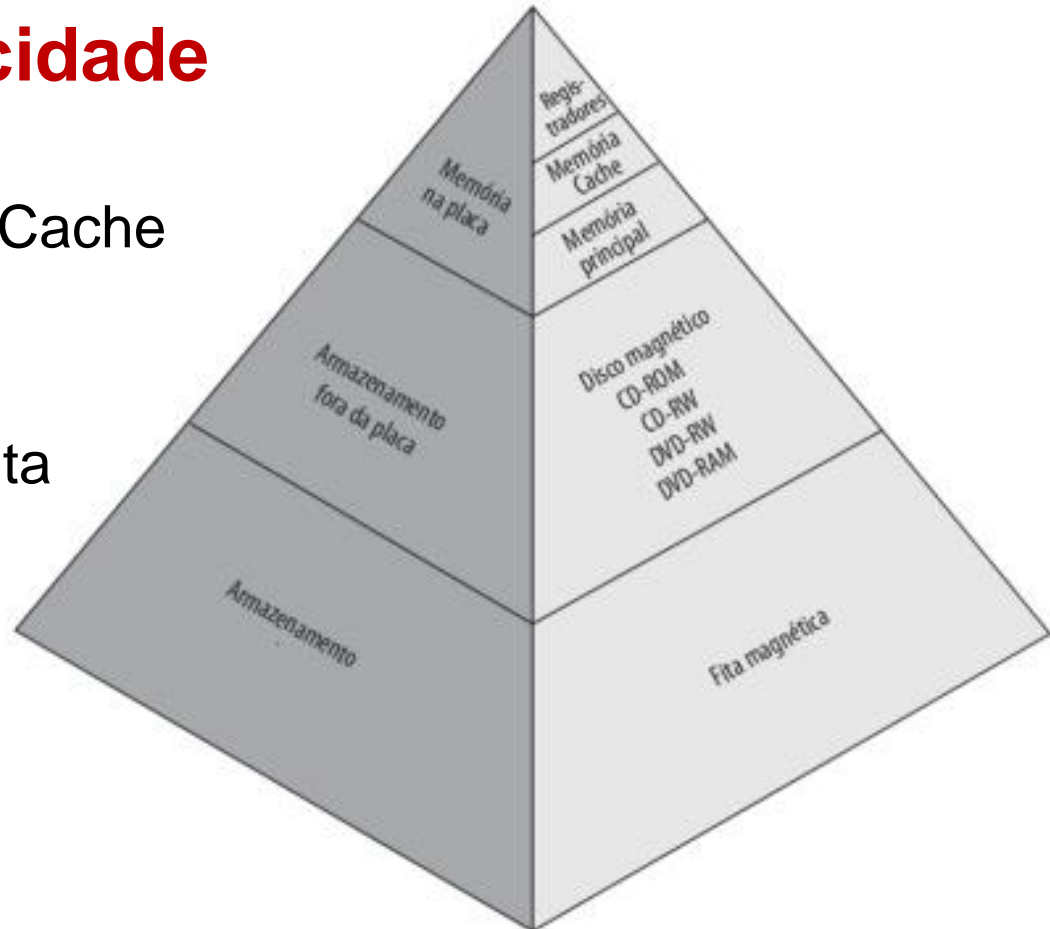 cidade
Cache
ta
Memória
na placa
Regis-
tradores
Memória
Cache
Memória
principal
Armazenamento
fora da placa
Disco magnético
CD-ROM
CD-RW
DVD-RW
DVD-RAM
Armazenamento
Fita magnética